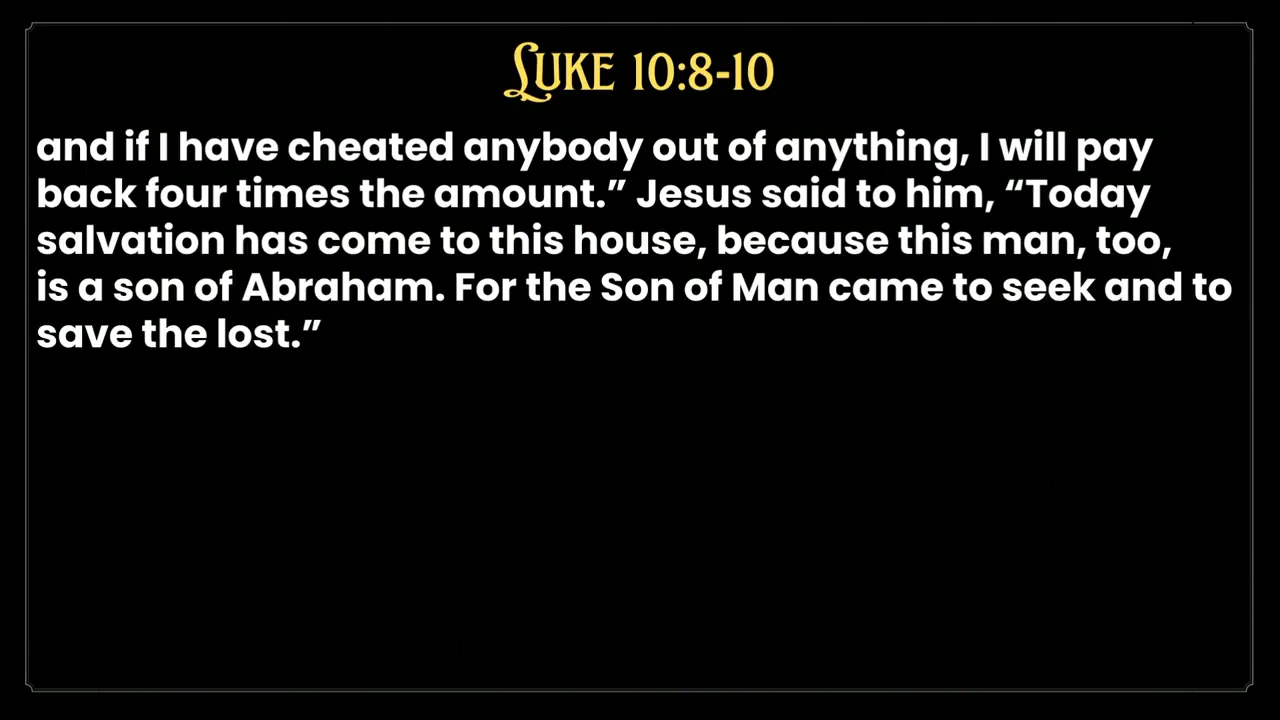 Luke 10:8-10
and if I have cheated anybody out of anything, I will pay
back four times the amount.” Jesus said to him, “Today
salvation has come to this house, because this man, too,
is a son of Abraham. For the Son of Man came to seek and to
save the lost.”